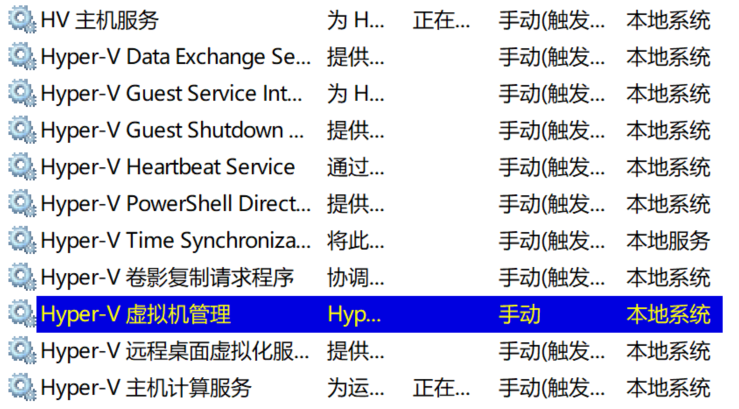 HV 主机服务 为 H... 正在... 手动(触发... 本地系统
Hyper-V Data Exchange Se... 提供... 手动(触发... 本地系统
Hyper-V Guest Service Int... 为 H... 手动(触发... 本地系统
Hyper-V Guest Shutdown ... 提供... 手动(触发... 本地系统
Hyper-V Heartbeat Service 通过... 手动(触发... 本地系统
Hyper-V PowerShell Direct... 提供... 手动(触发... 本地系统
Hyper-V Time Synchroniza... 将此... 手动(触发... 本地服务
Hyper-V 卷影复制请求程序 协调... 手动(触发... 本地系统
Hyper-V 虚拟机管理 Hyp... 手动 本地系统
Hyper-V 远程桌面虚拟化服... 提供... 手动(触发... 本地系统
Hyper-V 主机计算服务 为运... 正在... 手动(触发... 本地系统